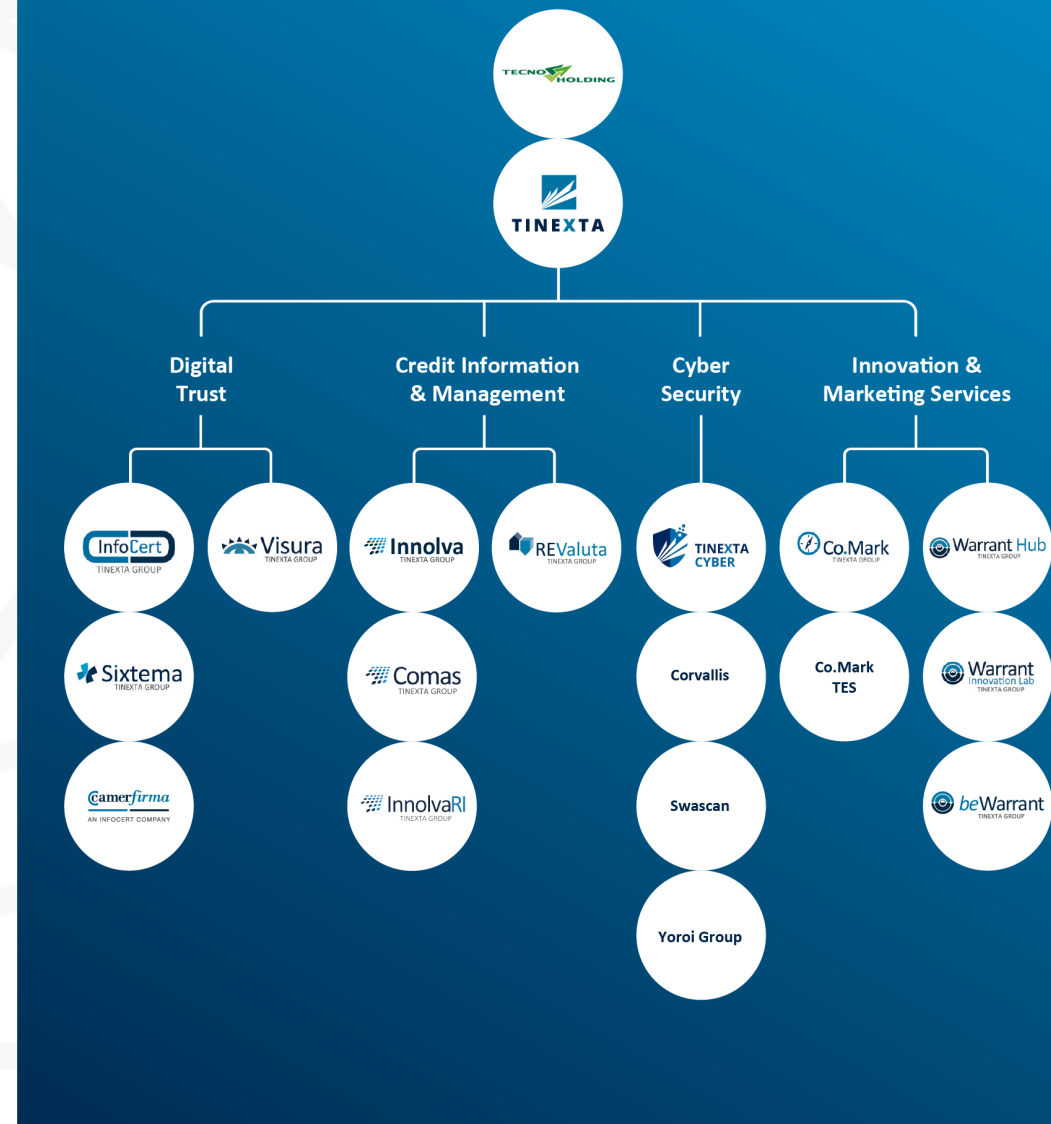 TECNO
HOLDING
TINEXTA
Digital
Trust
Credit Information
& Management
Cyber
Security
Innovation &
Marketing Services
InfoCert
TINEXTA GROUP
Sixtema
TINEXTA GROUP
Camerfirma
AN INFOCERT COMPANY
Visura
TINEXTA GROUP
Innolva
TINEXTA GROUP
Comas
TINEXTA GROUP
InnolvaRI
TINEXTA GROUP
REValuta
TINEXTA GROUP
TINEXTA
CYBER
Corvallis
Swascan
Yoroi Group
Co.Mark
TINEXTA GROUP
Co.Mark
TES
Warrant Hub
TINEXTA GROUP
Warrant
Innovation Lab
TINEXTA GROUP
beWarrant
TINEXTA GROUP